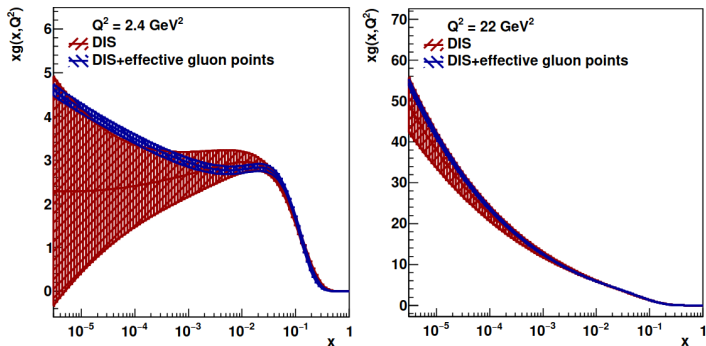 xg(x,Q²)
Q² = 2.4 GeV²
DIS
DIS+effective gluon points
6
5
4
3
2
1
0
10⁻⁵ 10⁻⁴ 10⁻³ 10⁻² 10⁻¹ 1
x
xg(x,Q²)
Q² = 22 GeV²
DIS
DIS+effective gluon points
70
60
50
40
30
20
10
0
10⁻⁵ 10⁻⁴ 10⁻³ 10⁻² 10⁻¹ 1
x